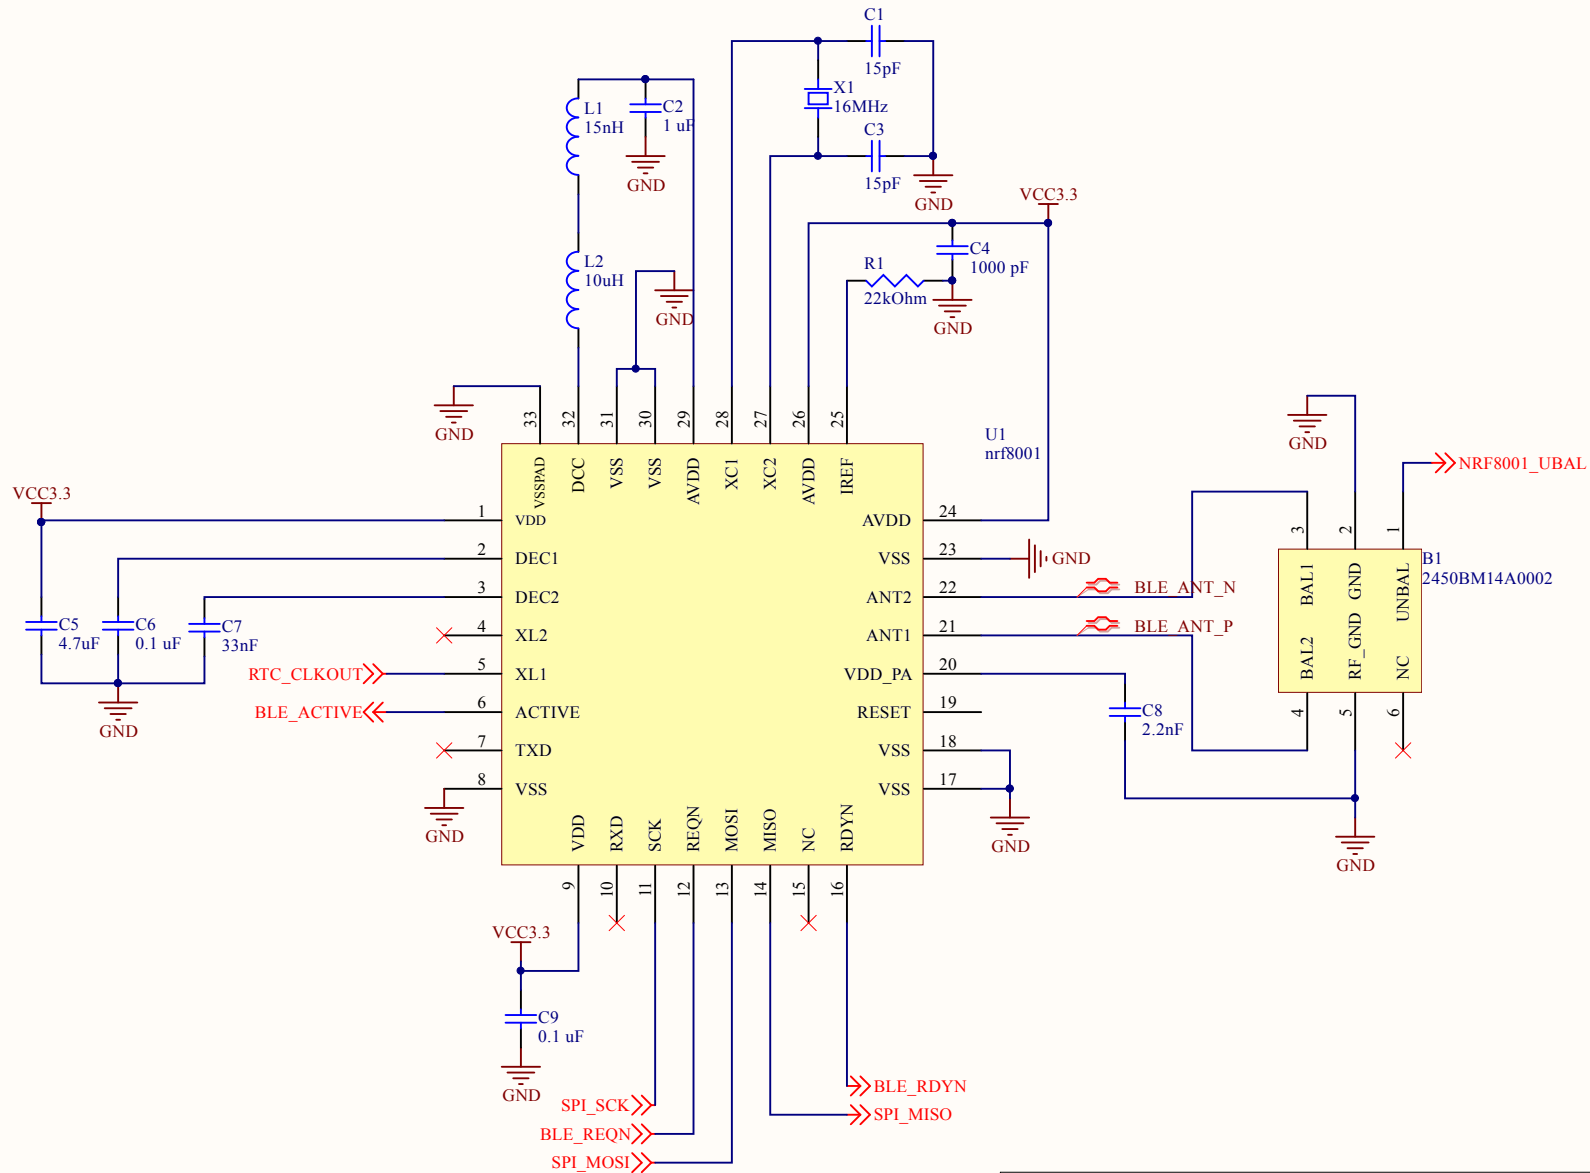 C1
15pF
X1
16MHz
C3
15pF
GND
L1
15nH
C2
1 uF
GND
L2
10uH
GND
VCC3.3
C4
1000 pF
R1
22kOhm
GND
GND
33
32
31
30
29
28
27
26
25
VSSPAD
DCC
VSS
VSS
AVDD
XC1
XC2
AVDD
IREF
U1
nrf8001
GND
NRF8001_UBAL
VCC3.3
1
VDD
2
DEC1
3
DEC2
4
XL2
5
XL1
6
ACTIVE
7
TXD
8
VSS
24
AVDD
23
VSS
GND
22
ANT2
BLE_ANT_N
21
ANT1
BLE_ANT_P
20
VDD_PA
19
RESET
18
VSS
17
VSS
C5
4.7uF
C6
0.1 uF
C7
33nF
GND
RTC_CLKOUT
BLE_ACTIVE
GND
3
2
1
BAL1
GND
UNBAL
B1
2450BM14A0002
BAL2
RF_GND
NC
4
5
6
C8
2.2nF
GND
GND
VDD
RXD
SCK
REQN
MOSI
MISO
NC
RDYN
9
10
11
12
13
14
15
16
VCC3.3
C9
0.1 uF
GND
BLE_RDYN
SPI_SCK
SPI_MISO
BLE_REQN
SPI_MOSI